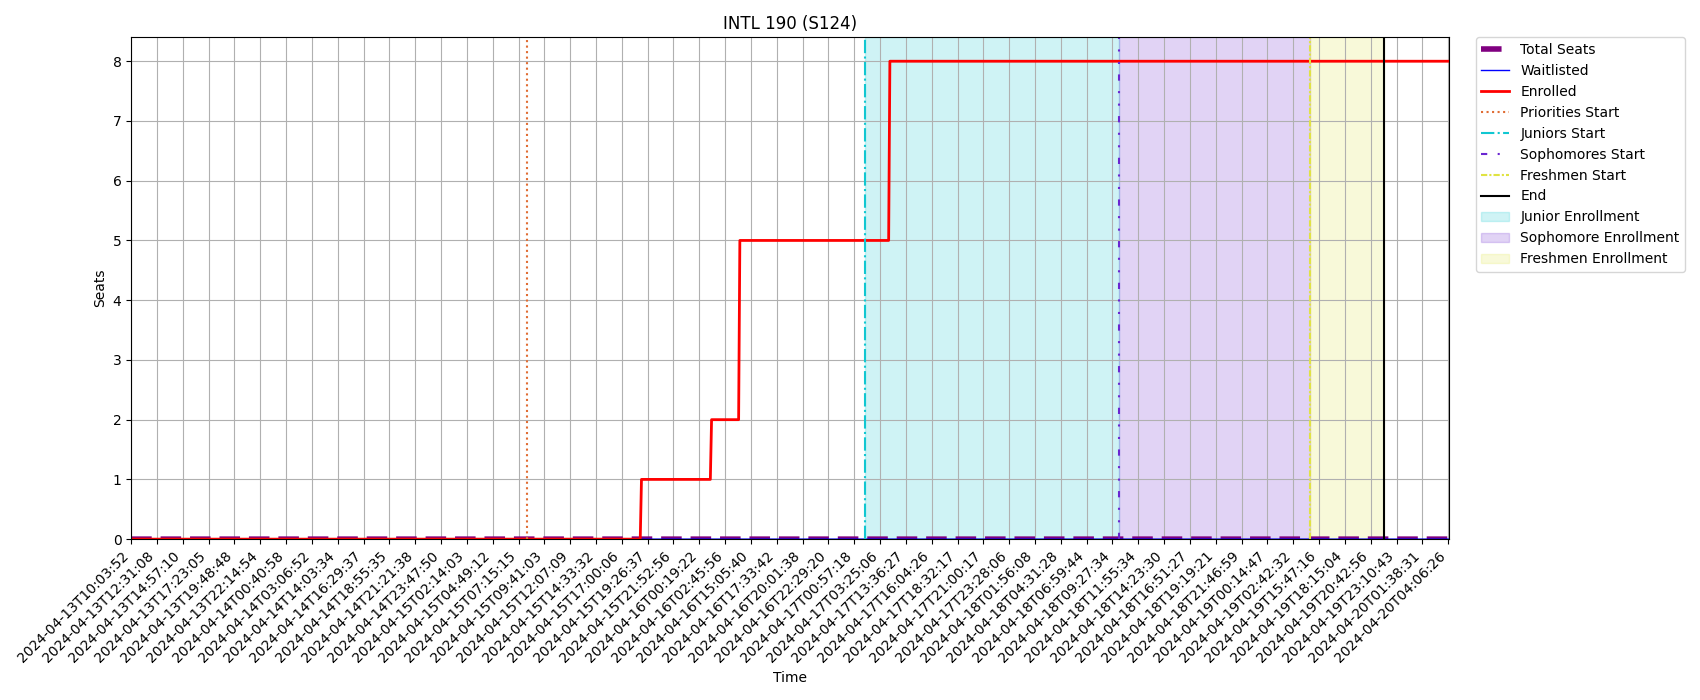 INTL 190 (S124)
Total Seats
Waitlisted
Enrolled
Priorities Start
Juniors Start
Sophomores Start
Freshmen Start
End
Junior Enrollment
Sophomore Enrollment
Freshmen Enrollment
Seats
8
7
6
5
4
3
2
1
0
2024-04-13T10:03:52
2024-04-13T12:31:08
2024-04-13T14:57:10
2024-04-13T17:23:05
2024-04-13T19:48:48
2024-04-13T22:14:54
2024-04-14T00:40:58
2024-04-14T03:06:52
2024-04-14T14:03:34
2024-04-14T16:29:37
2024-04-14T18:55:35
2024-04-14T21:21:38
2024-04-14T23:47:50
2024-04-15T02:14:03
2024-04-15T04:49:12
2024-04-15T07:15:15
2024-04-15T09:41:03
2024-04-15T12:07:09
2024-04-15T14:33:32
2024-04-15T17:00:06
2024-04-15T19:26:37
2024-04-15T21:52:56
2024-04-16T00:19:22
2024-04-16T02:45:56
2024-04-16T15:05:40
2024-04-16T17:33:42
2024-04-16T20:01:38
2024-04-16T22:29:20
2024-04-17T00:57:18
2024-04-17T03:25:06
2024-04-17T13:36:27
2024-04-17T16:04:26
2024-04-17T18:32:17
2024-04-17T21:00:17
2024-04-17T23:28:06
2024-04-18T01:56:08
2024-04-18T04:31:28
2024-04-18T06:59:44
2024-04-18T09:27:34
2024-04-18T11:55:34
2024-04-18T14:23:30
2024-04-18T16:51:27
2024-04-18T19:19:21
2024-04-18T21:46:59
2024-04-19T00:14:47
2024-04-19T02:42:32
2024-04-19T15:47:16
2024-04-19T18:15:04
2024-04-19T20:42:56
2024-04-19T23:10:43
2024-04-20T01:38:31
2024-04-20T04:06:26
Time